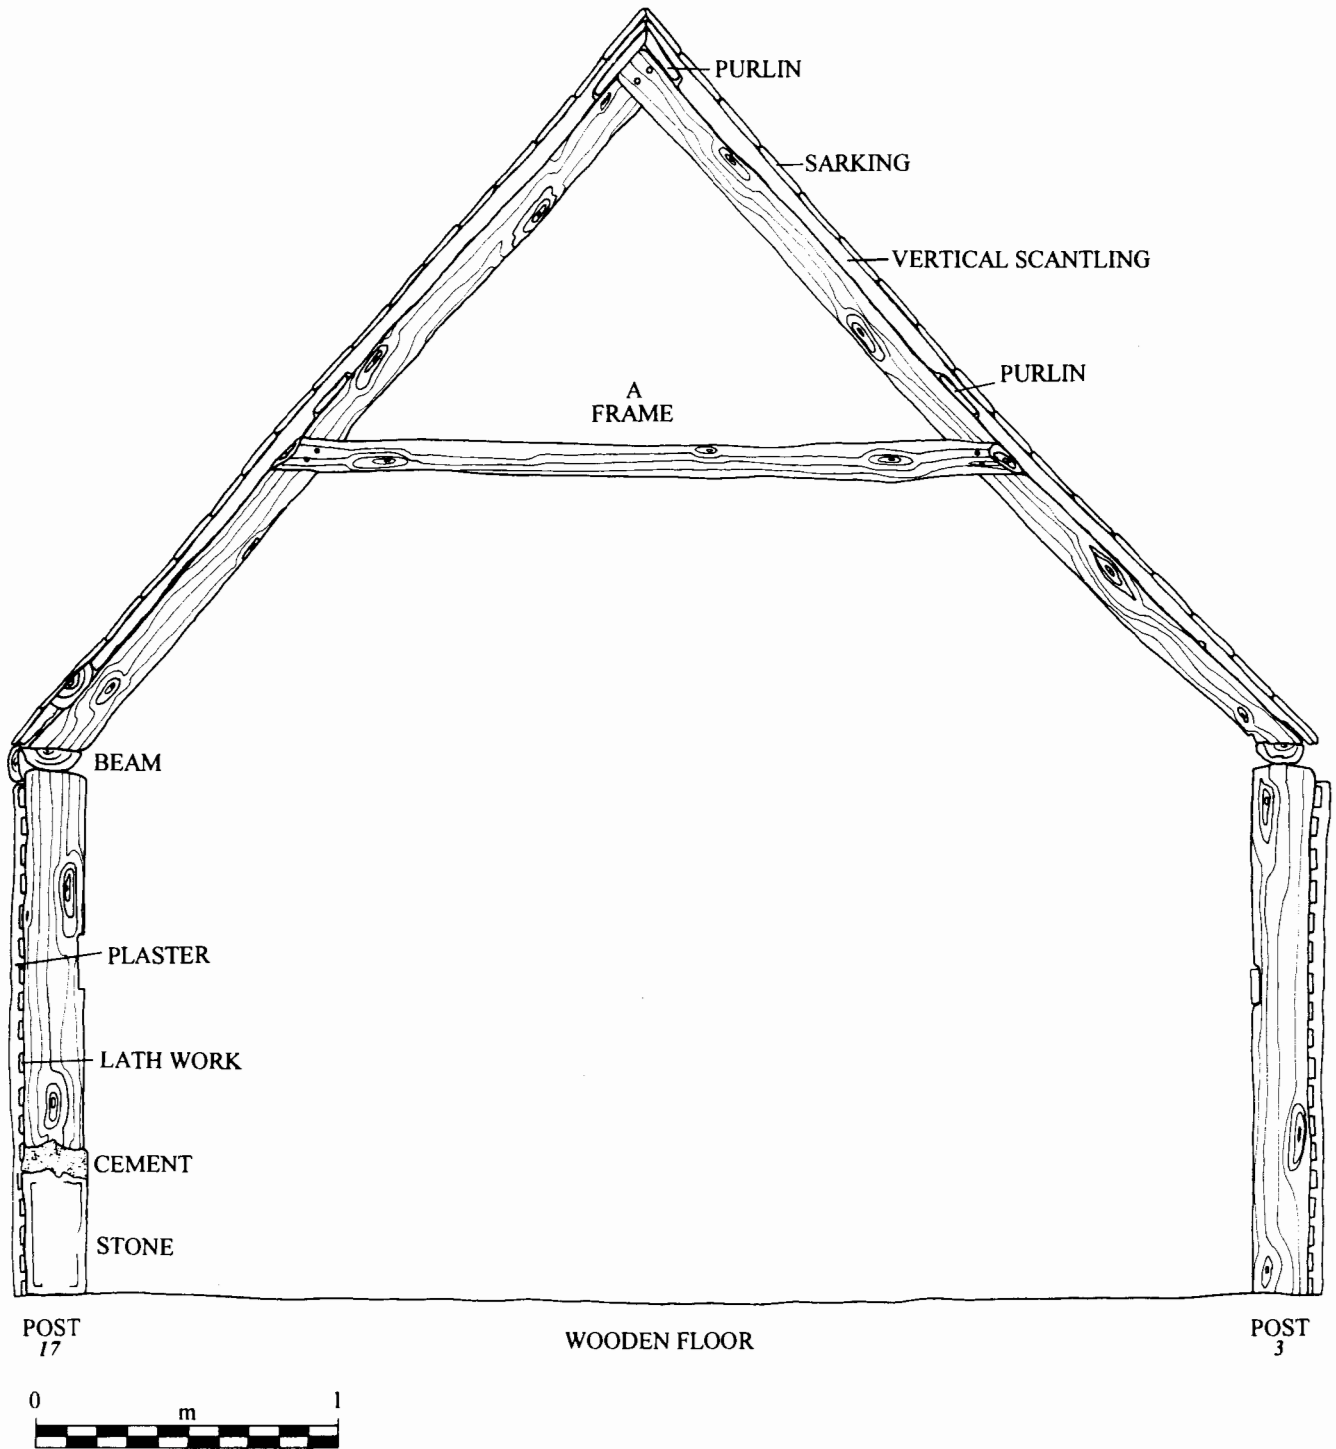 PURLIN
SARKING
VERTICAL SCANTLING
PURLIN
A
FRAME
BEAM
PLASTER
LATH WORK
CEMENT
STONE
POST
17
WOODEN FLOOR
POST
3
0 1
m